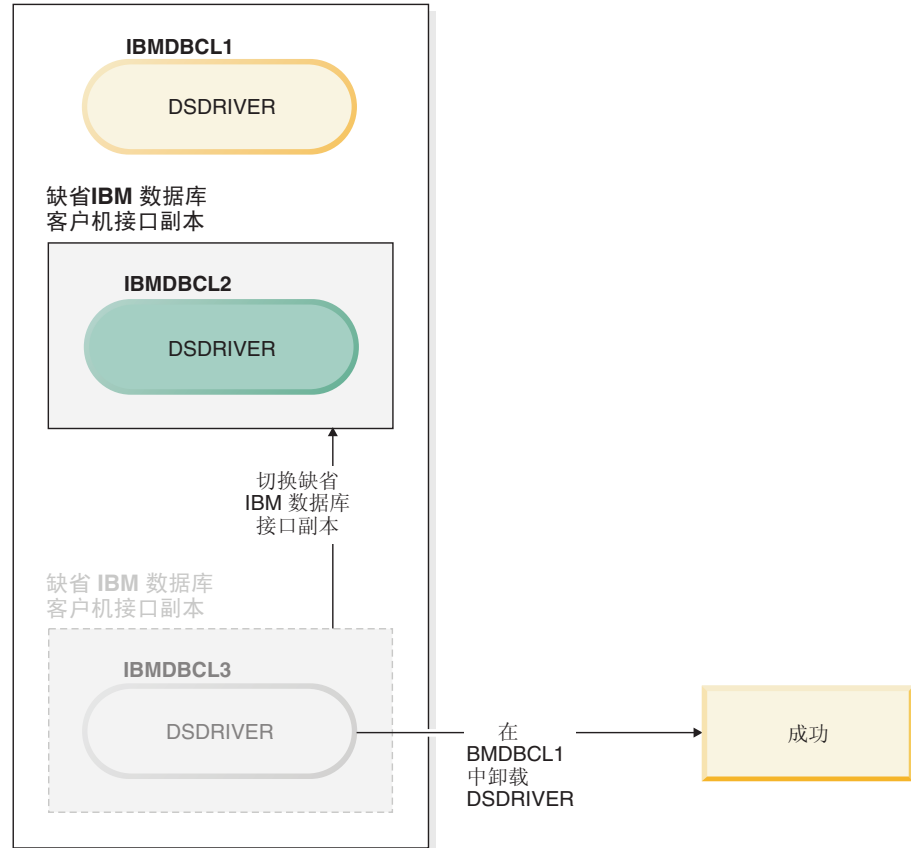 IBMDBCL1
DSDRIVER
缺省IBM 数据库
客户机接口副本
IBMDBCL2
DSDRIVER
切换缺省
IBM 数据库
接口副本
缺省 IBM 数据库
客户机接口副本
IBMDBCL3
DSDRIVER
在
BMDBCL1
中卸载
DSDRIVER
成功